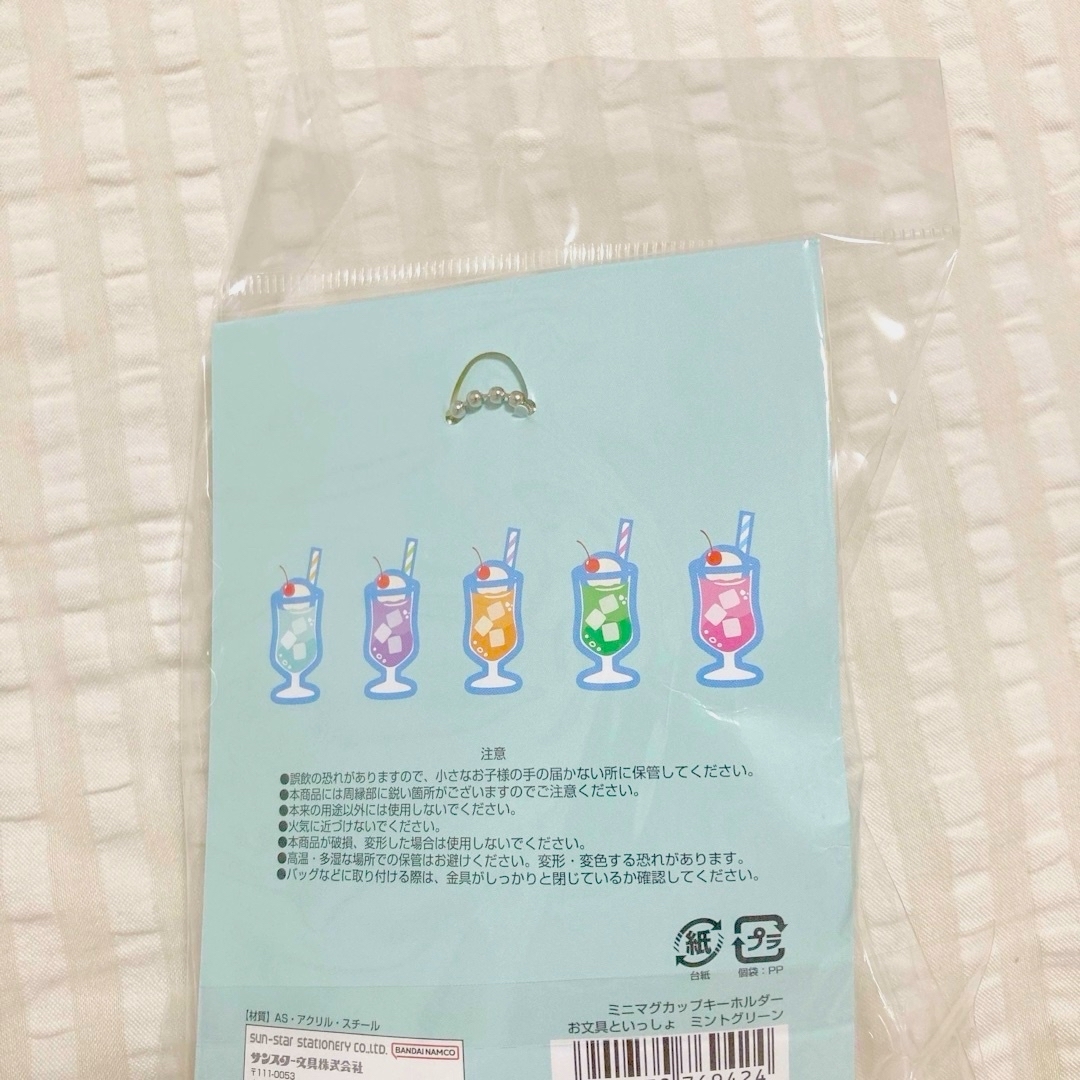 注意
●誤飲の恐れがありますので、小さなお子様の手の届かない所に保管してください。
●本商品には周縁部に鋭い箇所がございますのでご注意ください。
●本来の用途以外には使用しないでください。
●火気に近づけないでください。
●本商品が破損、変形した場合は使用しないでください。
●高温・多湿な場所での保管はお避けください。変形・変色する恐れがあります。
●バッグなどに取り付ける際は、金具がしっかりと閉じているか確認してください。
紙 プラ
台紙 個袋：PP
ミニマグカップキーホルダー
お文具といっしょ ミントグリーン
【材質】AS・アクリル・スチール
sun-star stationery co.,ltd. BANDAI NAMCO
サンスター文具株式会社
〒111-0053
769424